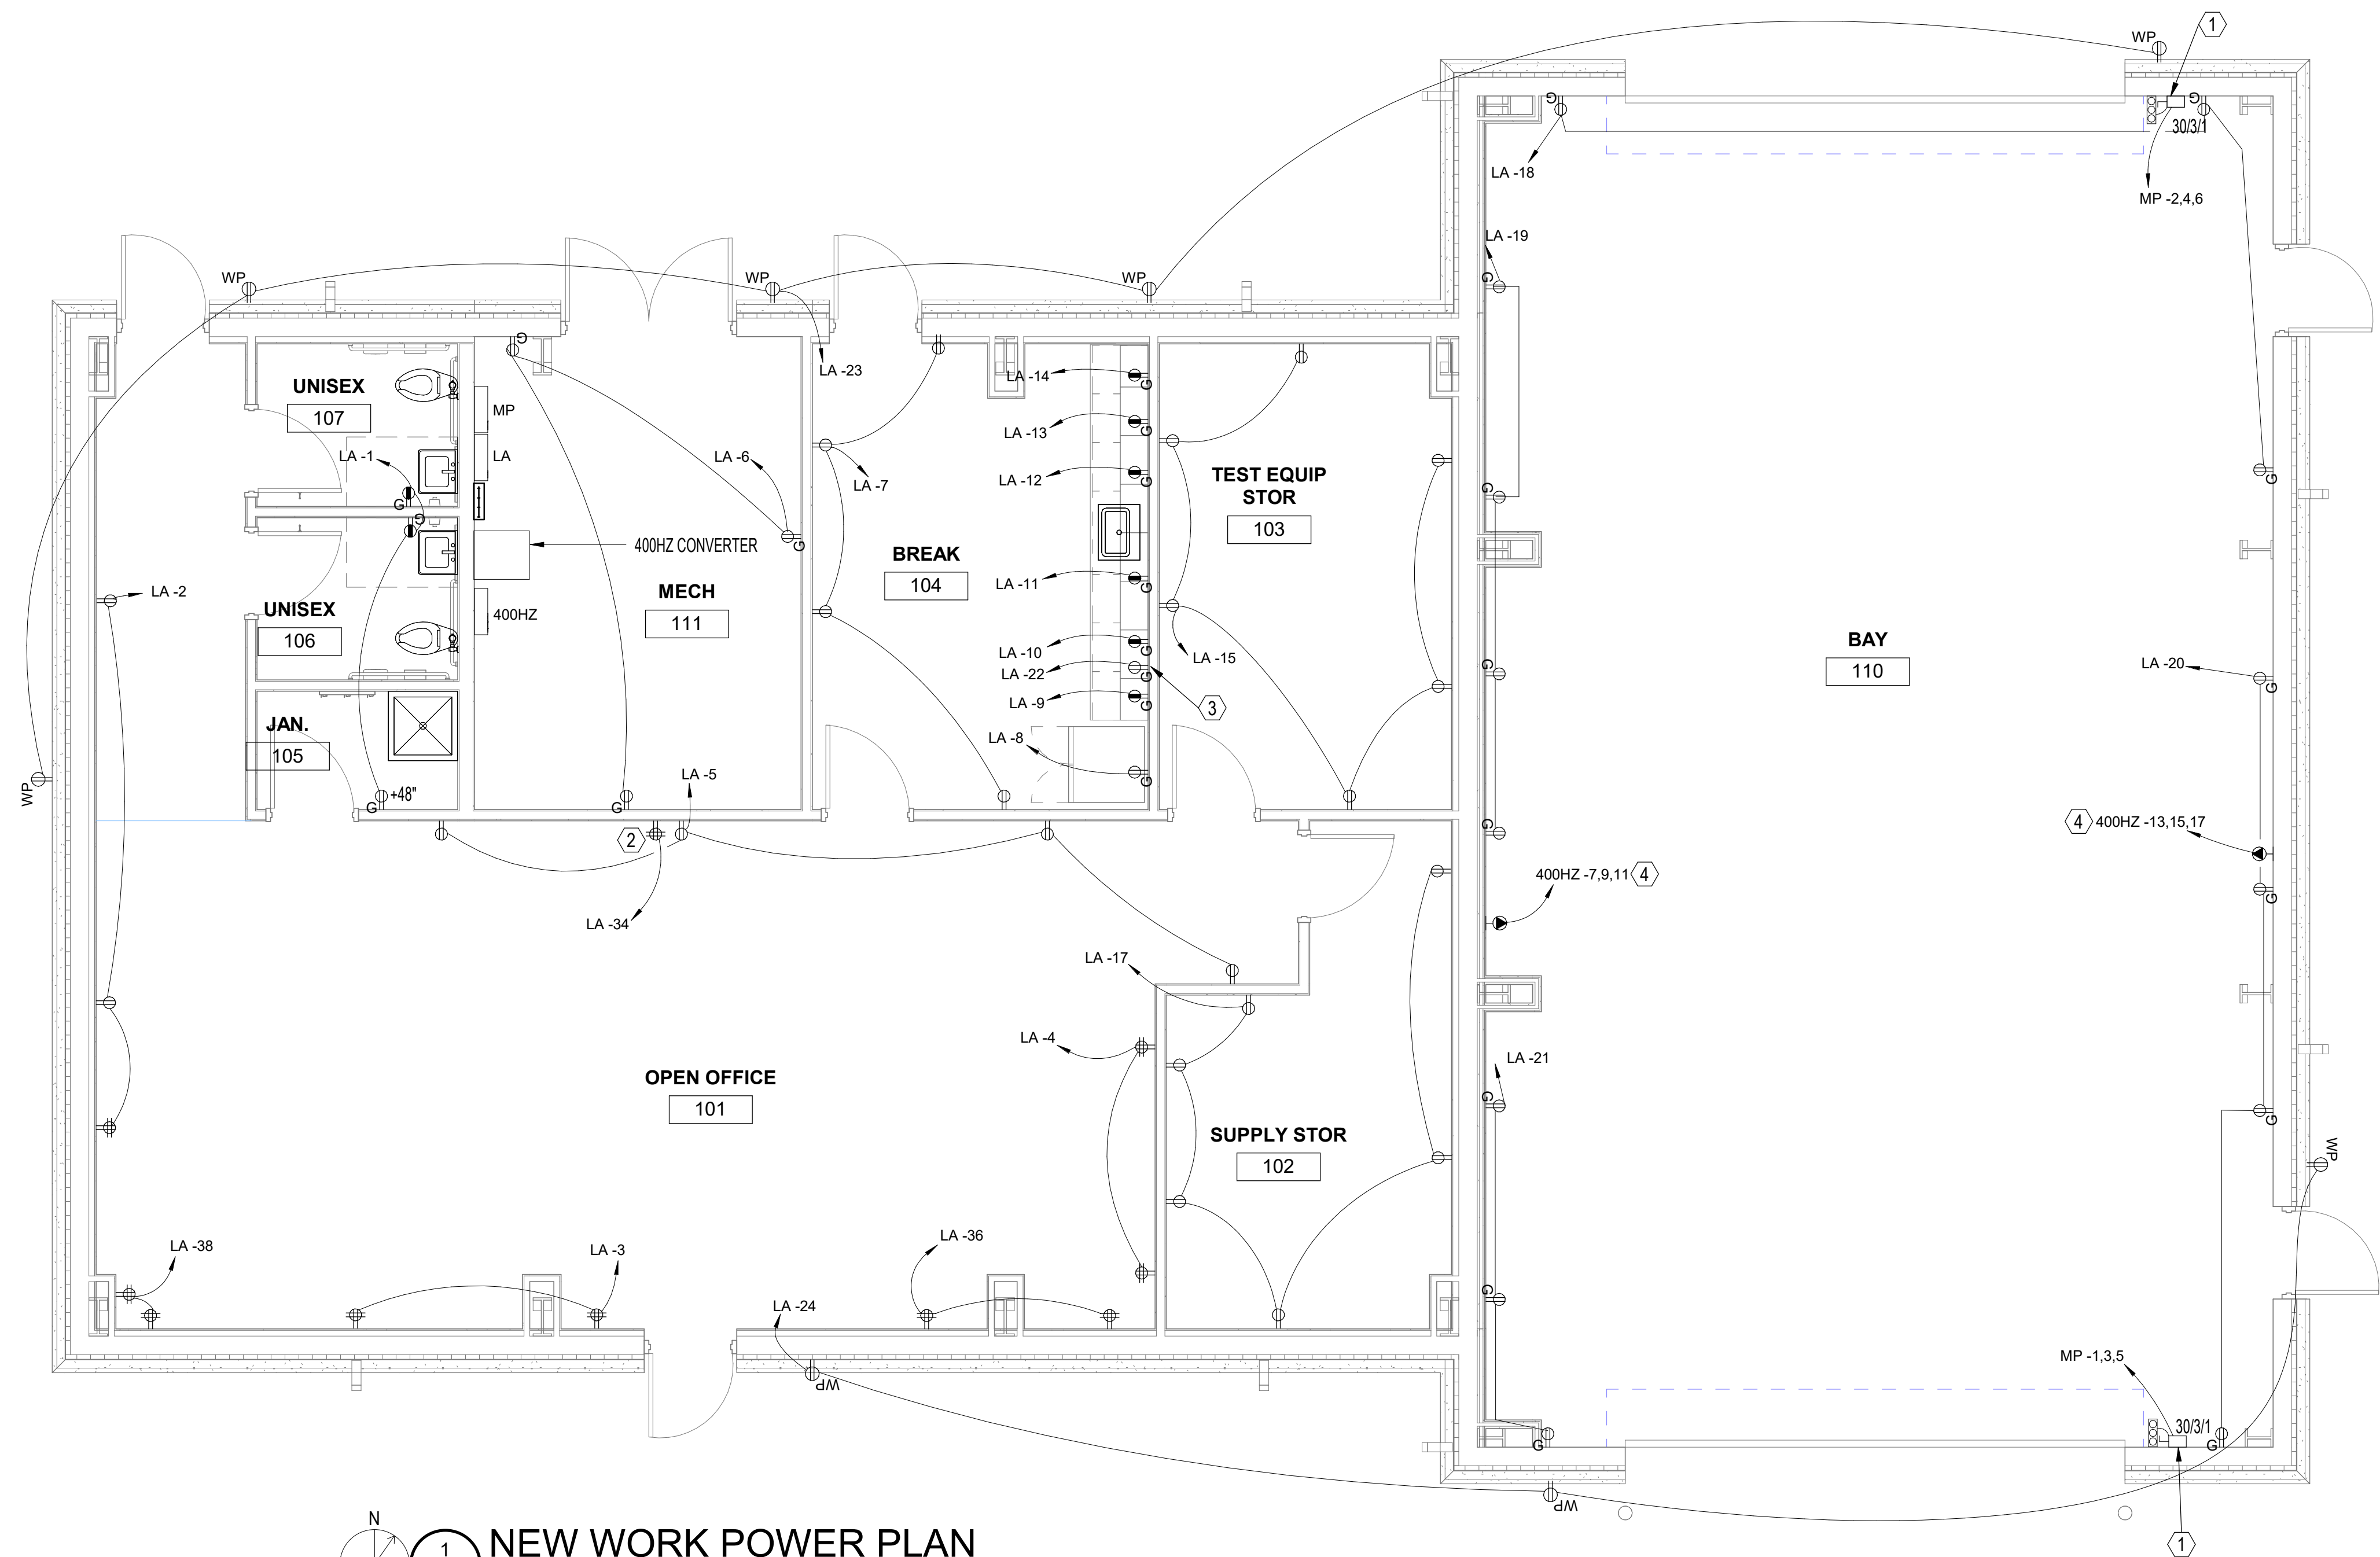 1
WP
G
G
30/3/1
LA -18
MP -2,4,6
LA -19
G
WP
WP
WP
G
LA -23
UNISEX
107
MP
LA
LA -1
G
G
LA -6
G
LA -7
LA -14
G
LA -13
G
LA -12
G
TEST EQUIP
STOR
103
G
G
400HZ CONVERTER
BREAK
104
LA -11
G
LA -2
MECH
111
UNISEX
106
400HZ
LA -10
G
LA -22
G
LA -9
G
LA -15
3
G
BAY
110
LA -20
G
JAN.
105
LA -8
G
WP
+48"
G
G
LA -5
2
G
4
400HZ -13,15,17
400HZ -7,9,11
4
G
LA -34
LA -17
LA -4
LA -21
G
G
OPEN OFFICE
101
SUPPLY STOR
102
WP
LA -38
LA -3
LA -36
G
LA -24
WP
MP -1,3,5
30/3/1
G
G
WP
1
N
1
NEW WORK POWER PLAN